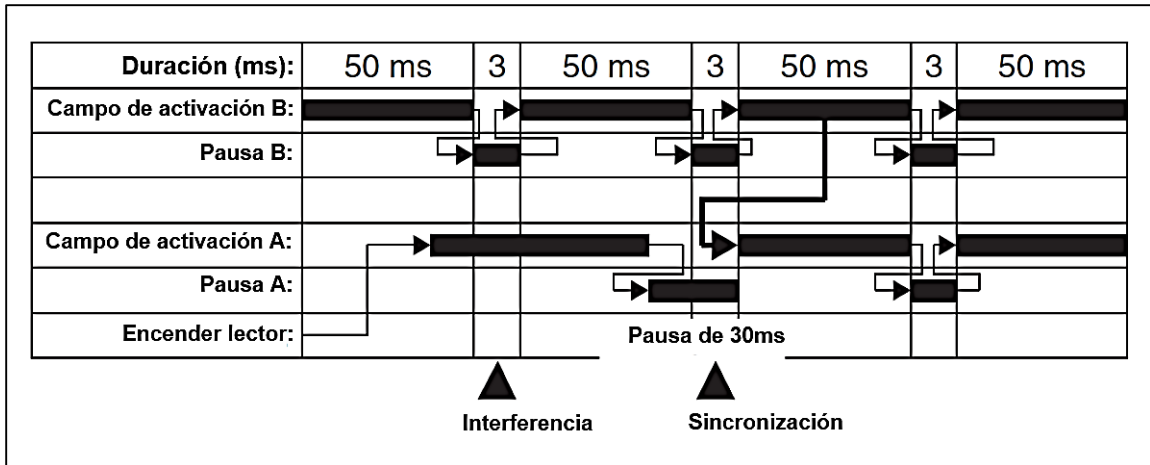 Duración (ms): 50 ms 3 50 ms 3 50 ms 3 50 ms
Campo de activación B:
Pausa B:
Campo de activación A:
Pausa A:
Encender lector: Pausa de 30ms
Interferencia Sincronización